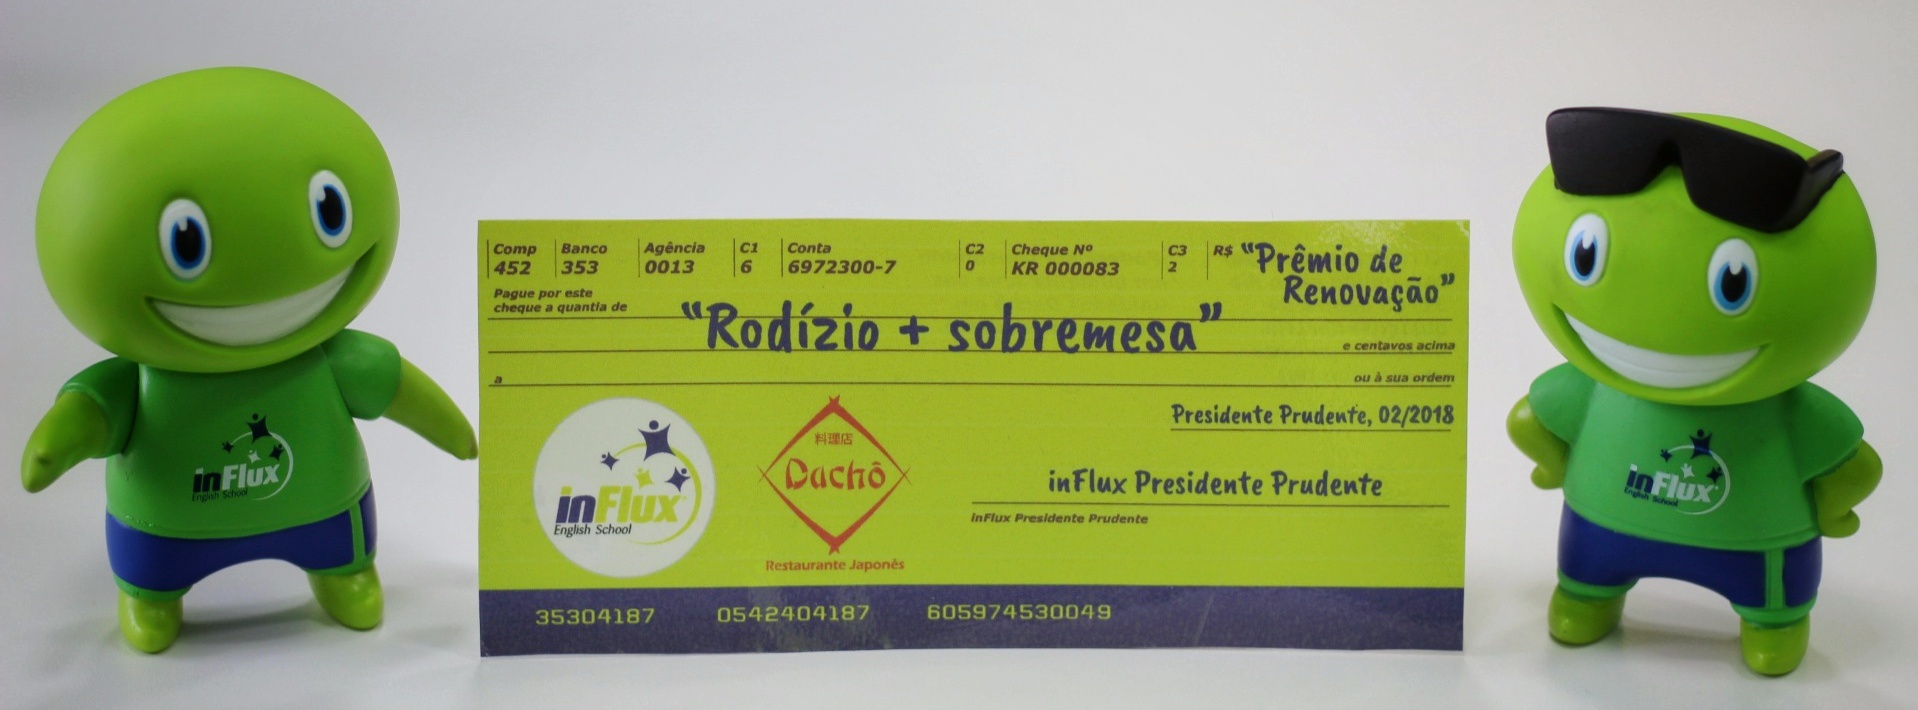 Comp Banco Agência C1 Conta C2 Cheque Nº C3 R$ "Prêmio de
452 353 0013 6 6972300-7 0 KR 000083 2 Renovação"
Pague por este
cheque a quantia de
"Rodízio + sobremesa"
e centavos acima
a ou à sua ordem
Presidente Prudente, 02/2018
inFlux
English School
料理店
Dachô
Restaurante Japonês
inFlux Presidente Prudente
inFlux Presidente Prudente
35304187 0542404187 605974530049
inFlux
English School
inFlux
English School